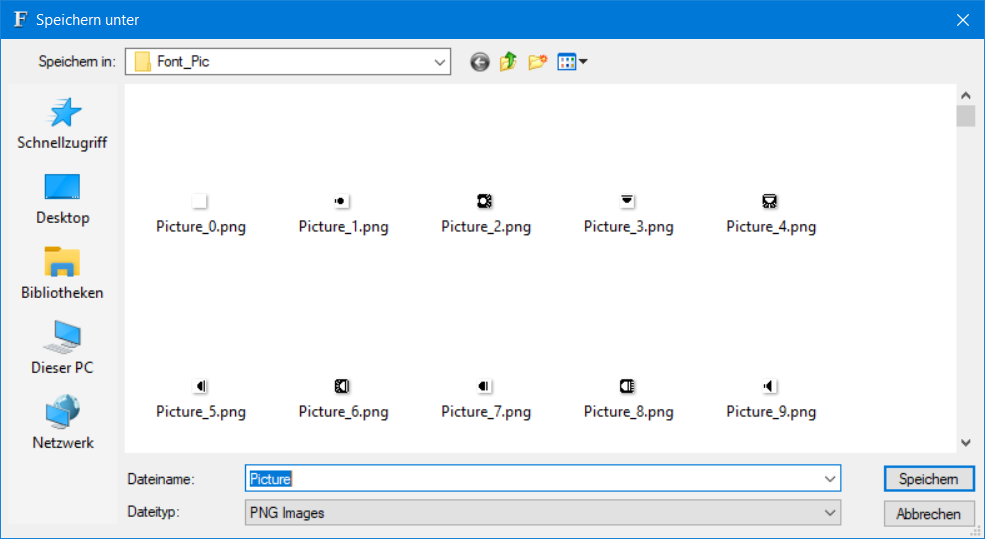 F Speichern unter
Speichern in: Font_Pic
Schnellzugriff
Desktop
Bibliotheken
Dieser PC
Netzwerk
Picture_0.png Picture_1.png Picture_2.png Picture_3.png Picture_4.png
Picture_5.png Picture_6.png Picture_7.png Picture_8.png Picture_9.png
Dateiname: Picture Speichern
Dateityp: PNG Images Abbrechen